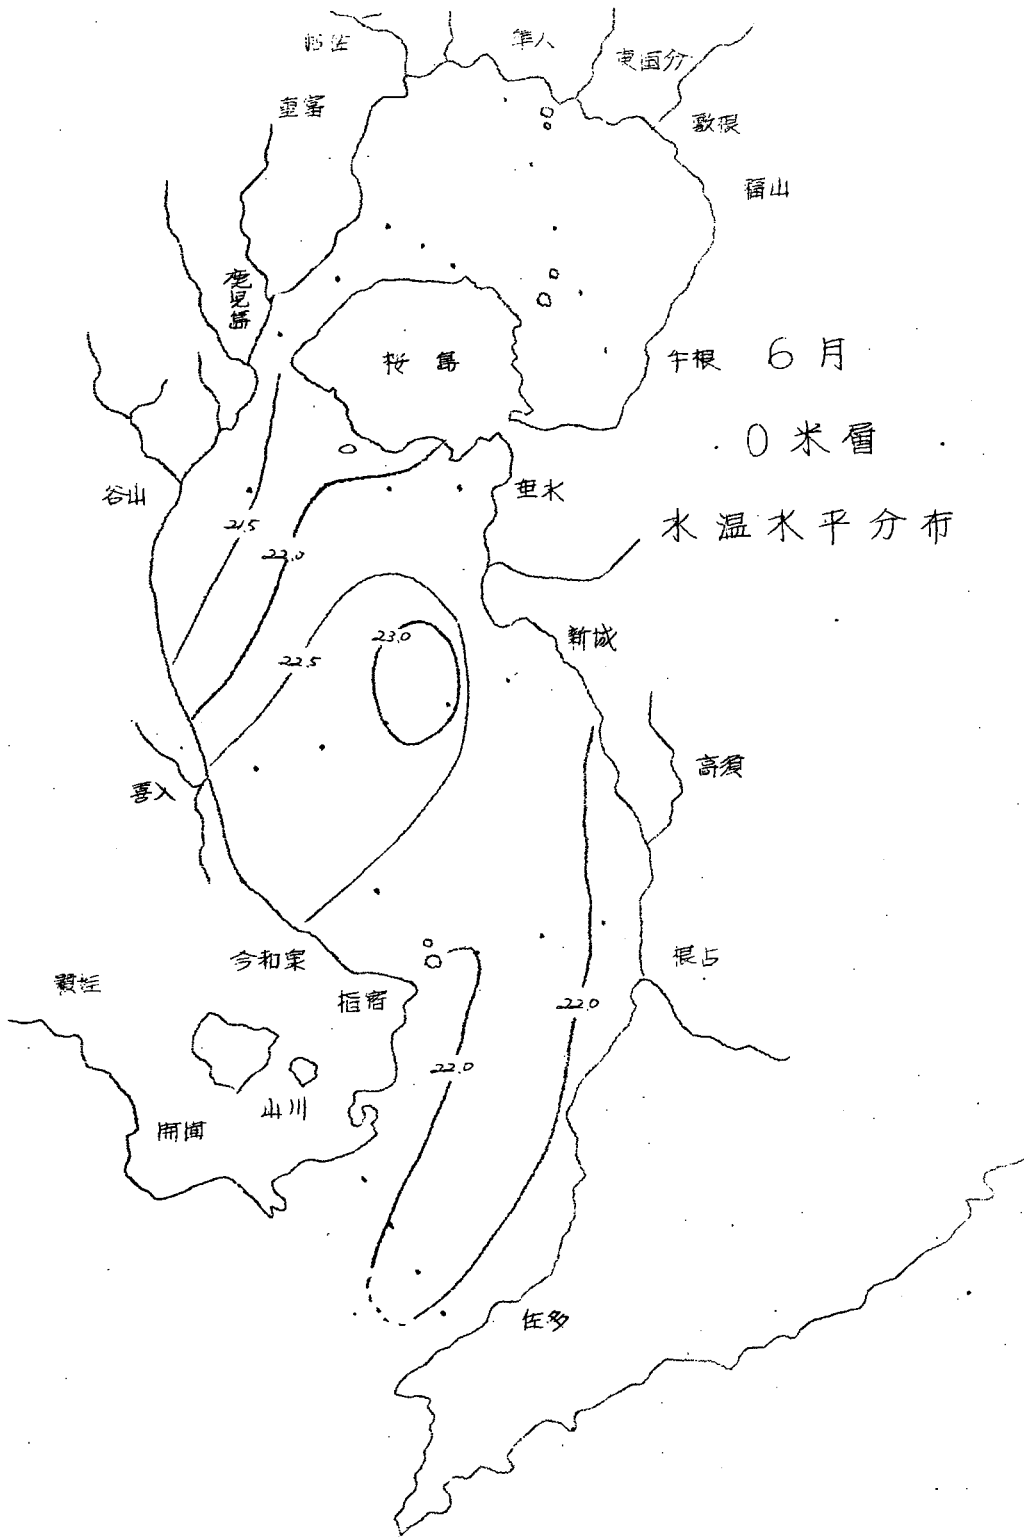 隼人
東国分
重富
敷根
福山
鹿児島
桜島
牛根
6月
0米層
水温水平分布
谷山
垂水
21.5
22.0
新城
23.0
22.5
高須
喜入
今和泉
根占
指宿
22.0
22.0
山川
開聞
佐多